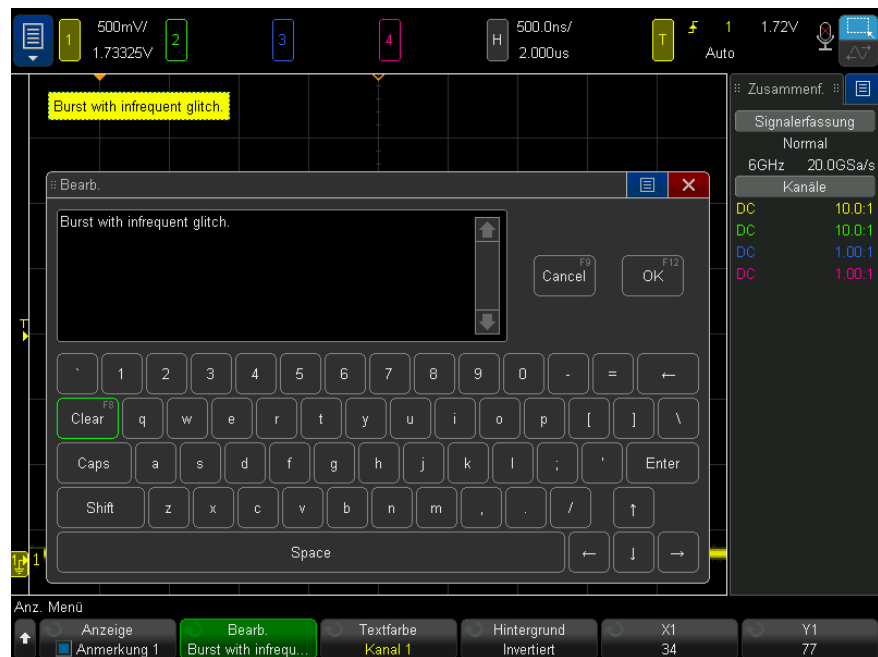 1 500mV/ 1.73325V 2 3 4 H 500.0ns/ 2.000us T 1 1.72V Auto
Burst with infrequent glitch.
Zusammenf.
Signalerfassung
Normal
6GHz 20.0GSa/s
Kanäle
DC 10.0:1
DC 10.0:1
DC 1.00:1
DC 1.00:1
Bearb.
Burst with infrequent glitch.
F9 Cancel F12 OK
` 1 2 3 4 5 6 7 8 9 0 - = ←
F8 Clear q w e r t y u i o p [ ] \
Caps a s d f g h j k l ; ' Enter
Shift z x c v b n m , . / ↑
Space ← ↓ →
T
1 1
Anz. Menü
Anzeige
Anmerkung 1
Bearb.
Burst with infrequ...
Textfarbe
Kanal 1
Hintergrund
Invertiert
X1
34
Y1
77